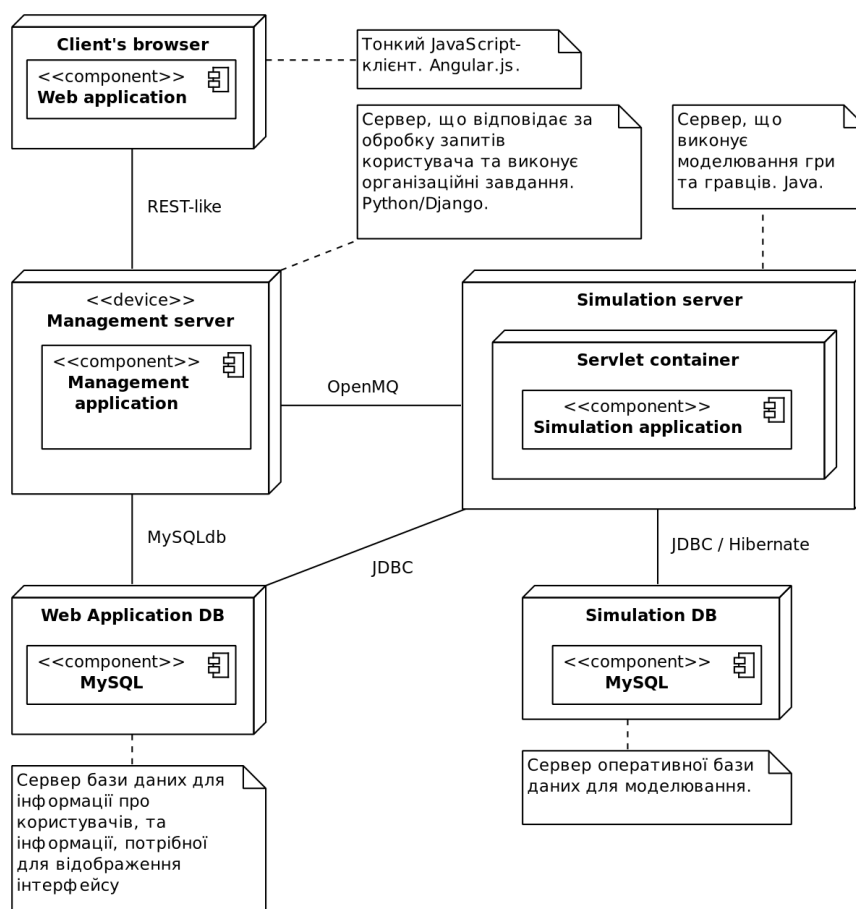 Client's browser
<<component>>
Web application
Тонкий JavaScript-
клієнт. Angular.js.
Сервер, що відповідає за
обробку запитів
користувача та виконує
організаційні завдання.
Python/Django.
Сервер, що
виконує
моделювання гри
та гравців. Java.
REST-like
<<device>>
Management server
<<component>>
Management
application
OpenMQ
Simulation server
Servlet container
<<component>>
Simulation application
MySQLdb
JDBC
JDBC / Hibernate
Web Application DB
<<component>>
MySQL
Simulation DB
<<component>>
MySQL
Сервер бази даних для
інформації про
користувачів, та
інформації, потрібної
для відображення
інтерфейсу
Сервер оперативної бази
даних для моделювання.